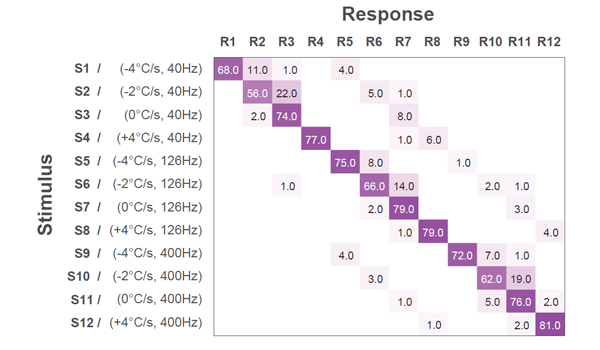 Response
R1 R2 R3 R4 R5 R6 R7 R8 R9 R10 R11 R12
Stimulus
S1 / (-4°C/s, 40Hz) 68.0 11.0 1.0 4.0
S2 / (-2°C/s, 40Hz) 56.0 22.0 5.0 1.0
S3 / (0°C/s, 40Hz) 2.0 74.0 8.0
S4 / (+4°C/s, 40Hz) 77.0 1.0 6.0
S5 / (-4°C/s, 126Hz) 75.0 8.0 1.0
S6 / (-2°C/s, 126Hz) 1.0 66.0 14.0 2.0 1.0
S7 / (0°C/s, 126Hz) 2.0 79.0 3.0
S8 / (+4°C/s, 126Hz) 1.0 79.0 4.0
S9 / (-4°C/s, 400Hz) 4.0 72.0 7.0 1.0
S10 / (-2°C/s, 400Hz) 3.0 62.0 19.0
S11 / (0°C/s, 400Hz) 1.0 5.0 76.0 2.0
S12 / (+4°C/s, 400Hz) 1.0 2.0 81.0